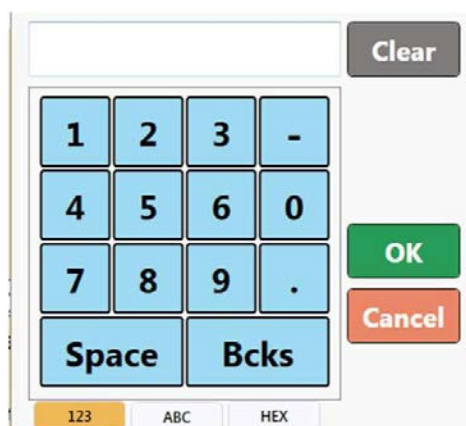 Clear
1 2 3 -
4 5 6 0
OK
7 8 9 .
Cancel
Space Bcks
123 ABC HEX